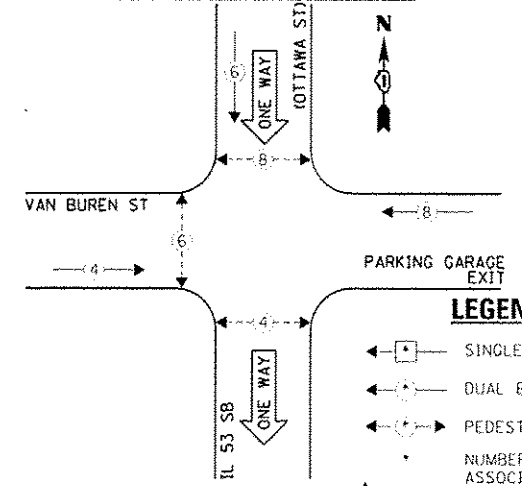 N
6
ONE WAY
(OTTAWA ST)
8
VAN BUREN ST
8
6
4
PARKING GARAGE
EXIT
4
LEGEN
SINGLE
DUAL
PEDEST
NUMBER
ASSOCI
IL 53 SB
ONE WAY